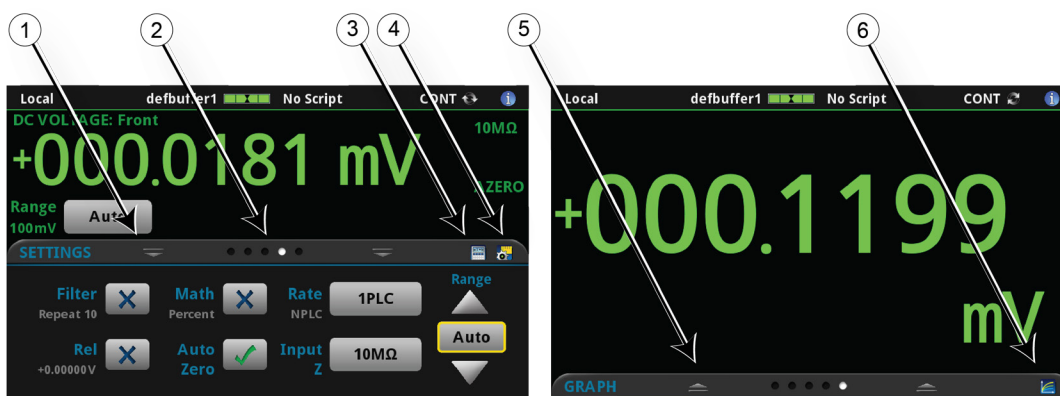 1 2 3 4 5 6
Local defbuffer1 No Script CONT
DC VOLTAGE: Front
10MΩ
+000.0181 mV
AZERO
Range
100mV
Auto
SETTINGS
Filter
Repeat 10
Math
Percent
Rate
NPLC
1PLC
Range
Rel
+0.00000V
Auto
Zero
Input
Z
10MΩ
Auto
Local defbuffer1 No Script CONT
+000.1199
mV
GRAPH